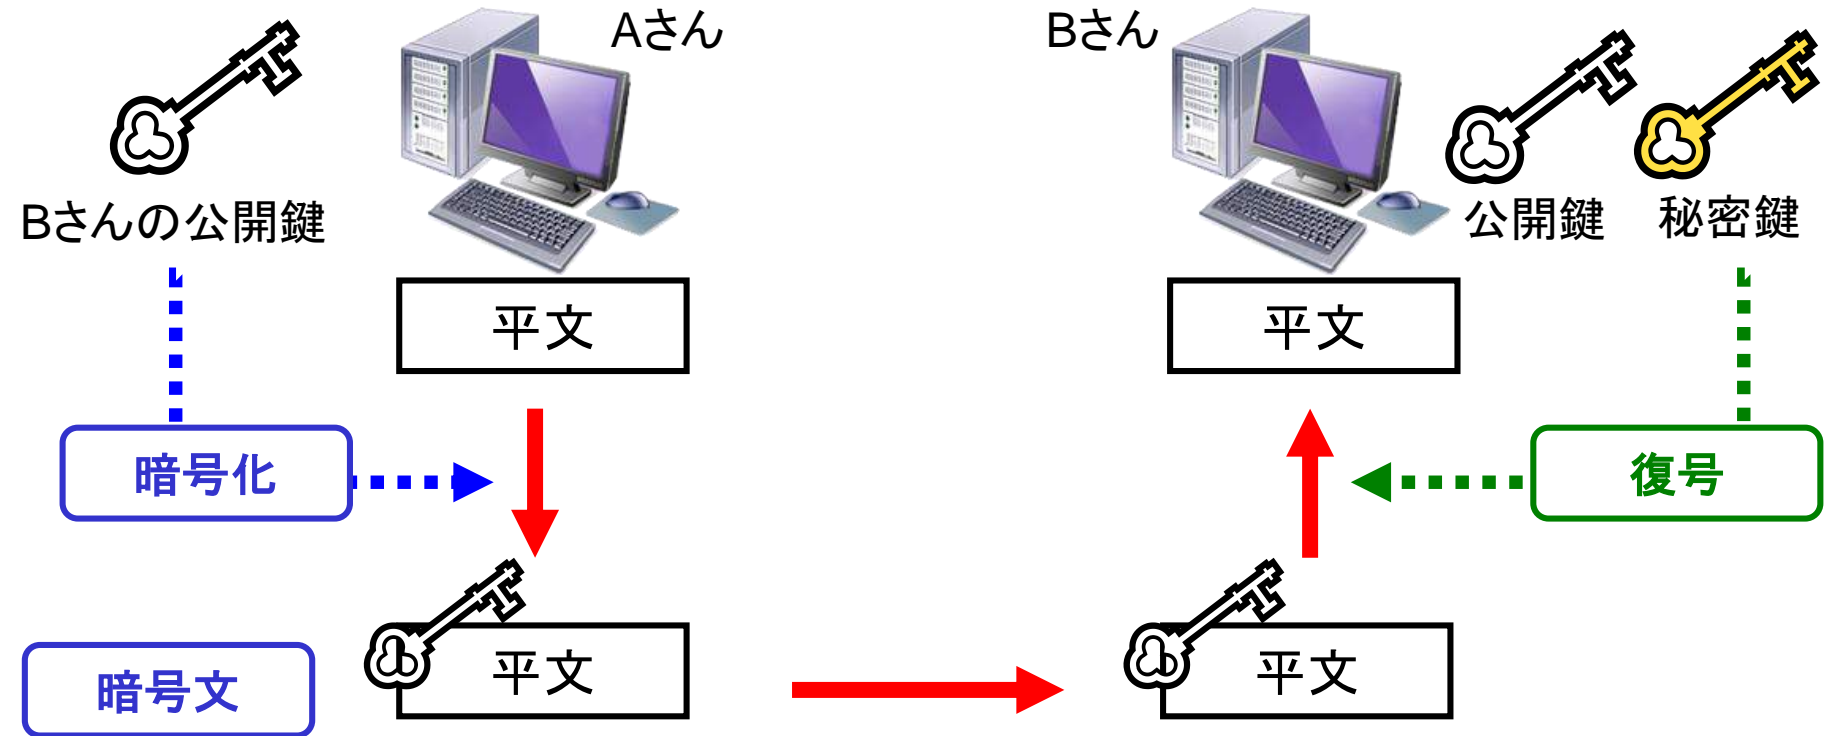 Aさん
Bさん
Bさんの公開鍵
公開鍵
秘密鍵
平文
平文
暗号化
復号
暗号文
平文
平文